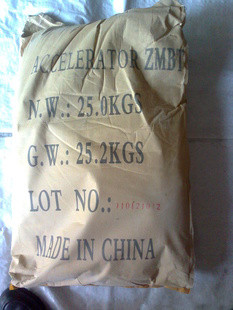 ACCELERATOR ZMBT
N.W.: 25.0KGS
G.W.: 25.2KGS
LOT NO.:
MADE IN CHINA